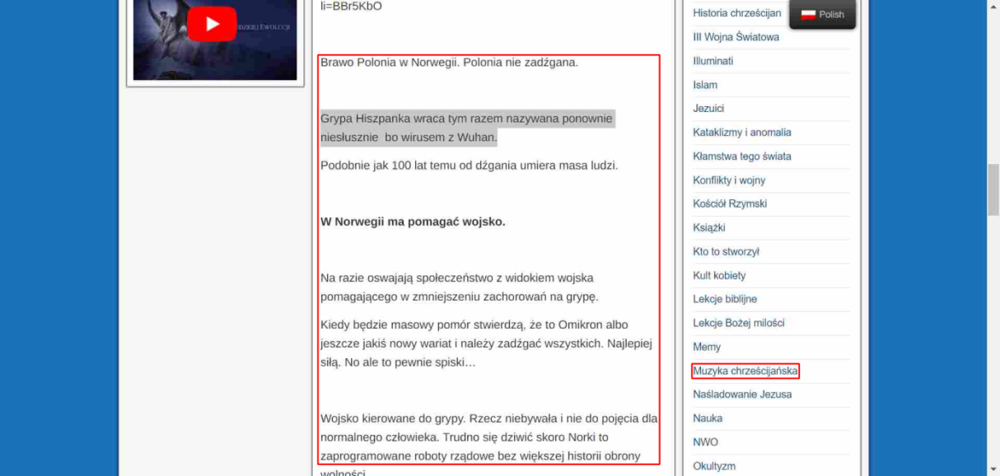 li=BBr5KbO
Brawo Polonia w Norwegii. Polonia nie zadźgana.
Grypa Hiszpanka wraca tym razem nazywana ponownie
niesłusznie  bo wirusem z Wuhan.
Podobnie jak 100 lat temu od dźgania umiera masa ludzi.
W Norwegii ma pomagać wojsko.
Na razie oswajają społeczeństwo z widokiem wojska
pomagającego w zmniejszeniu zachorowań na grypę.
Kiedy będzie masowy pomór stwierdzą, że to Omikron albo
jeszcze jakiś nowy wariat i należy zadźgać wszystkich. Najlepiej
siłą. No ale to pewnie spiski…
Wojsko kierowane do grypy. Rzecz niebywała i nie do pojęcia dla
normalnego człowieka. Trudno się dziwić skoro Norki to
zaprogramowane roboty rządowe bez większej historii obrony
wolności
Polish
Historia chrześcijan
III Wojna Światowa
Illuminati
Islam
Jezuici
Kataklizmy i anomalia
Kłamstwa tego świata
Konflikty i wojny
Kościół Rzymski
Książki
Kto to stworzył
Kult kobiety
Lekcje biblijne
Lekcje Bożej milości
Memy
Muzyka chrześcijańska
Naśladowanie Jezusa
Nauka
NWO
Okultyzm